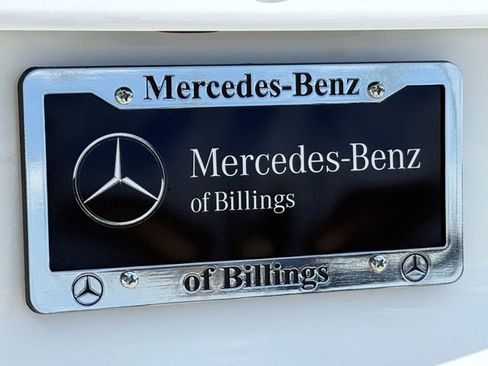 Mercedes-Benz
Mercedes-Benz
of Billings
of Billings